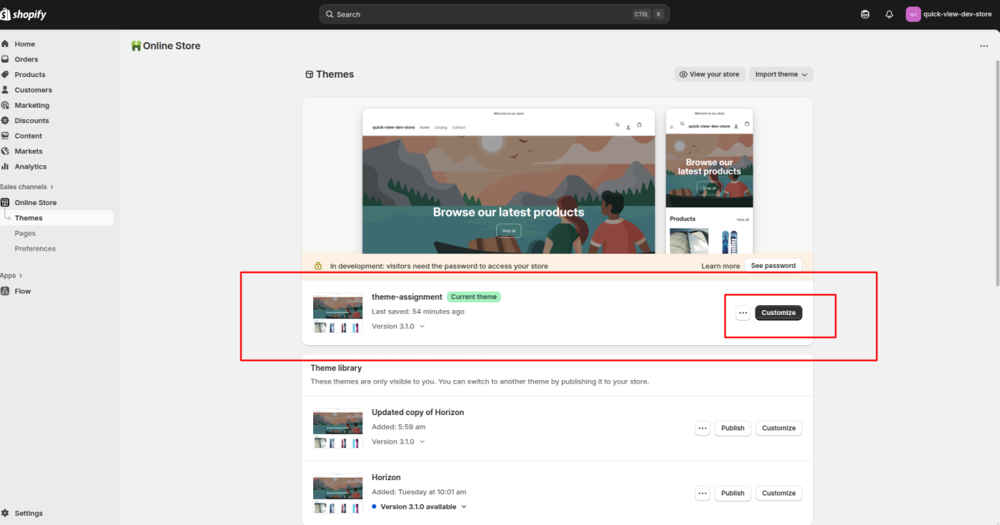 shopify
Search
CTRL K
qui
quick-view-dev-store
Home
Orders
Products
Customers
Marketing
Discounts
Content
Markets
Analytics
Sales channels
Online Store
Themes
Pages
Preferences
Apps
Flow
Settings
Online Store
Themes
View your store
Import theme
Welcome to our store
quick-view-dev-store Home Catalog Contact
Browse our latest products
Shop all
Welcome to our store
quick-view-dev-store
Browse our
latest products
Shop all
Products
View all
In development: visitors need the password to access your store
Learn more
See password
theme-assignment
Current theme
Last saved: 54 minutes ago
Version 3.1.0
Customize
Theme library
These themes are only visible to you. You can switch to another theme by publishing it to your store.
Updated copy of Horizon
Added: 5:59 am
Version 3.1.0
Publish
Customize
Horizon
Added: Tuesday at 10:01 am
Version 3.1.0 available
Publish
Customize